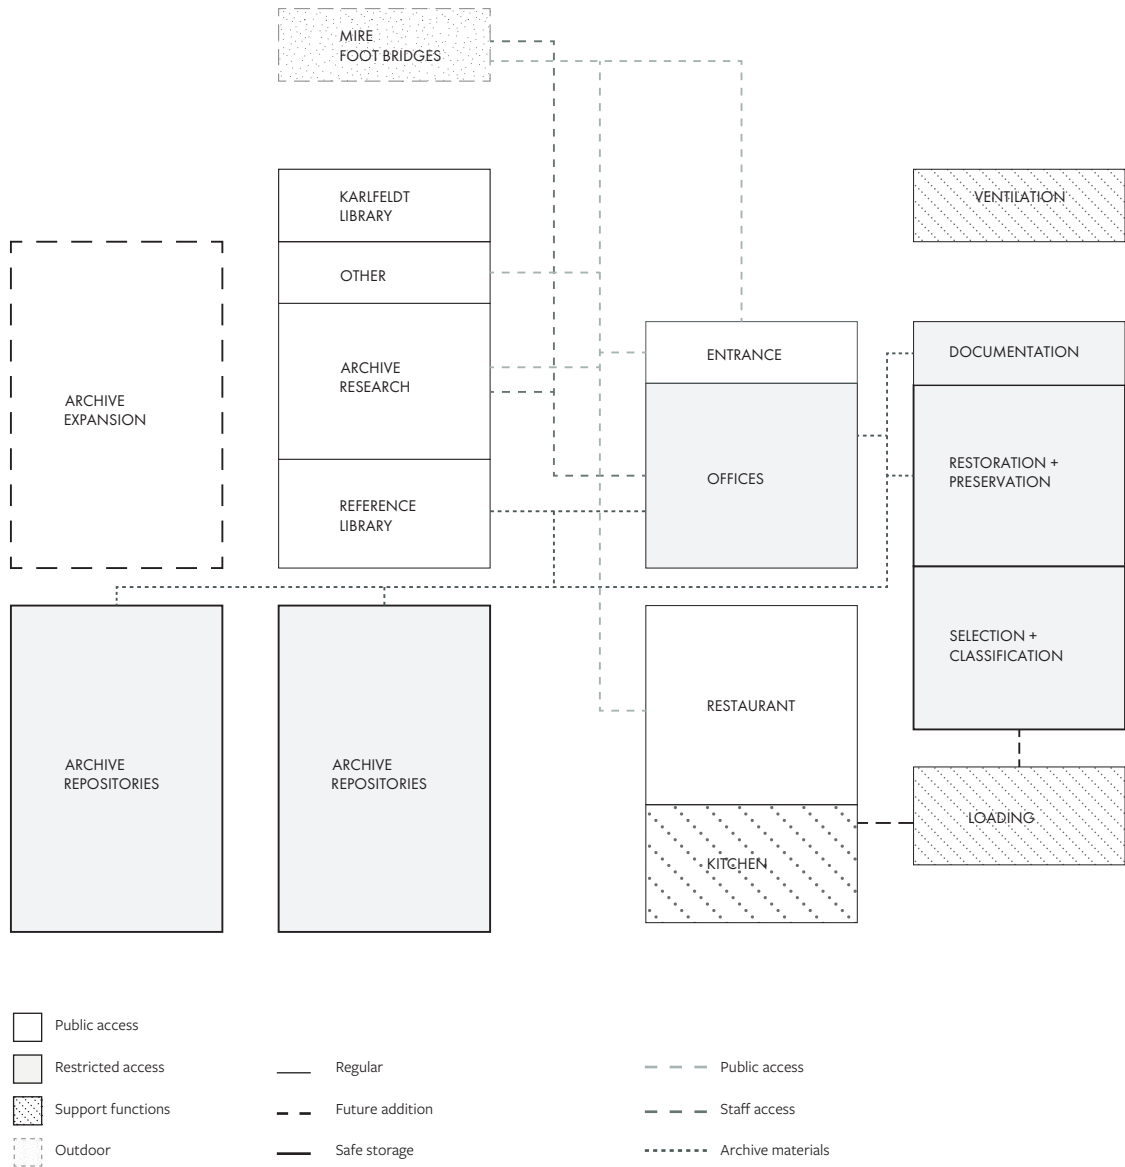 MIRE
FOOT BRIDGES
KARLFELDT
LIBRARY
VENTILATION
OTHER
ENTRANCE
DOCUMENTATION
ARCHIVE
RESEARCH
ARCHIVE
EXPANSION
RESTORATION +
PRESERVATION
OFFICES
REFERENCE
LIBRARY
SELECTION +
CLASSIFICATION
RESTAURANT
ARCHIVE
REPOSITORIES
ARCHIVE
REPOSITORIES
LOADING
KITCHEN
Public access
Restricted access
Support functions
Outdoor
Regular
Future addition
Safe storage
Public access
Staff access
Archive materials